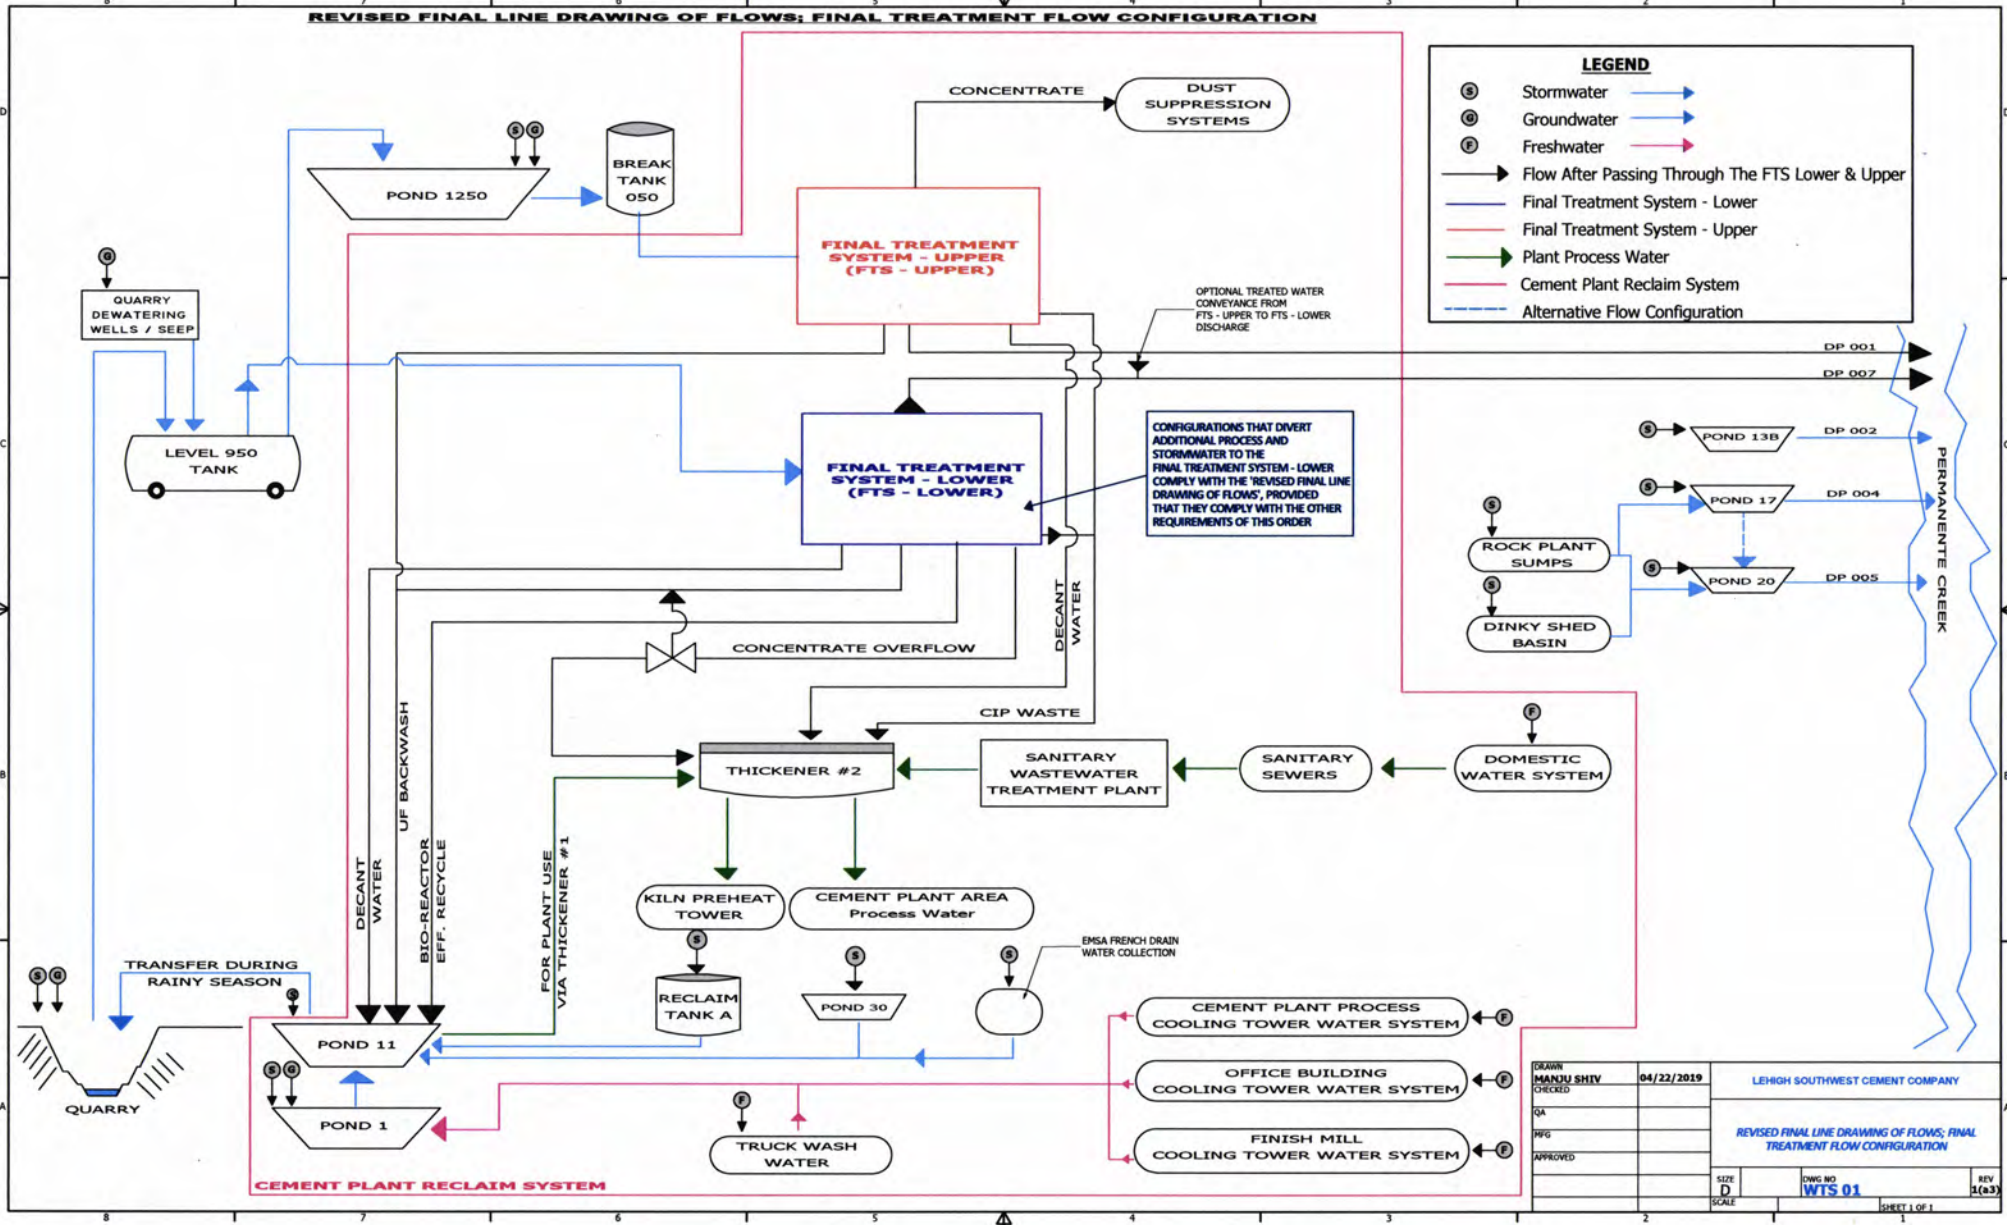 REVISED FINAL LINE DRAWING OF FLOWS; FINAL TREATMENT FLOW CONFIGURATION
LEGEND
S Stormwater
G Groundwater
F Freshwater
Flow After Passing Through The FTS Lower & Upper
Final Treatment System - Lower
Final Treatment System - Upper
Plant Process Water
Cement Plant Reclaim System
Alternative Flow Configuration
CONCENTRATE
DUST
SUPPRESSION
SYSTEMS
S G
POND 1250
BREAK
TANK
050
FINAL TREATMENT
SYSTEM - UPPER
(FTS - UPPER)
G
QUARRY
DEWATERING
WELLS / SEEP
LEVEL 950
TANK
OPTIONAL TREATED WATER
CONVEYANCE FROM
FTS - UPPER TO FTS - LOWER
DISCHARGE
DP 001
DP 007
FINAL TREATMENT
SYSTEM - LOWER
(FTS - LOWER)
CONFIGURATIONS THAT DIVERT
ADDITIONAL PROCESS AND
STORMWATER TO THE
FINAL TREATMENT SYSTEM - LOWER
COMPLY WITH THE 'REVISED FINAL LINE
DRAWING OF FLOWS', PROVIDED
THAT THEY COMPLY WITH THE OTHER
REQUIREMENTS OF THIS ORDER
S
POND 13B
DP 002
S
POND 17
DP 004
S
ROCK PLANT
SUMPS
S
POND 20
DP 005
S
DINKY SHED
BASIN
PERMANENTE CREEK
DECANT
WATER
CONCENTRATE OVERFLOW
CIP WASTE
THICKENER #2
SANITARY
WASTEWATER
TREATMENT PLANT
SANITARY
SEWERS
F
DOMESTIC
WATER SYSTEM
DECANT
WATER
UF BACKWASH
BIO-REACTOR
EFF. RECYCLE
FOR PLANT USE
VIA THICKENER #1
KILN PREHEAT
TOWER
CEMENT PLANT AREA
Process Water
S
RECLAIM
TANK A
S
POND 30
S
EMSA FRENCH DRAIN
WATER COLLECTION
TRANSFER DURING
RAINY SEASON
S G
S
QUARRY
POND 11
S G
POND 1
F
TRUCK WASH
WATER
CEMENT PLANT PROCESS
COOLING TOWER WATER SYSTEM
F
OFFICE BUILDING
COOLING TOWER WATER SYSTEM
F
FINISH MILL
COOLING TOWER WATER SYSTEM
F
CEMENT PLANT RECLAIM SYSTEM
DRAWN
MANJU SHIV 04/22/2019
CHECKED
QA
MFG
APPROVED
LEHIGH SOUTHWEST CEMENT COMPANY
REVISED FINAL LINE DRAWING OF FLOWS; FINAL
TREATMENT FLOW CONFIGURATION
SIZE
D
DWG NO
WTS 01
REV
1(a3)
SCALE
SHEET 1 OF 1
8 7 6 5 4 3 2 1
D
C
B
A